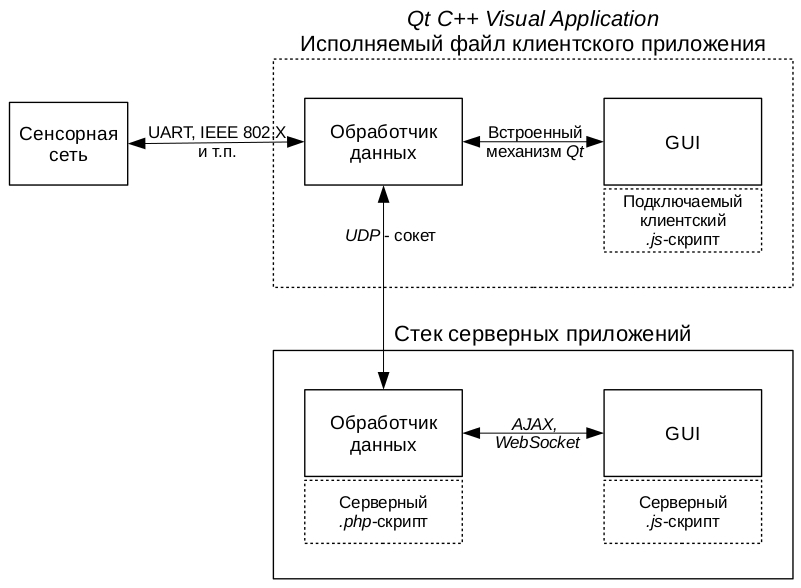 Qt C++ Visual Application
Исполняемый файл клиентского приложения
Сенсорная
сеть
UART, IEEE 802.X
и т.п.
Обработчик
данных
Встроенный
механизм Qt
GUI
Подключаемый
клиентский
.js-скрипт
UDP - сокет
Стек серверных приложений
Обработчик
данных
AJAX,
WebSocket
GUI
Серверный
.php-скрипт
Серверный
.js-скрипт